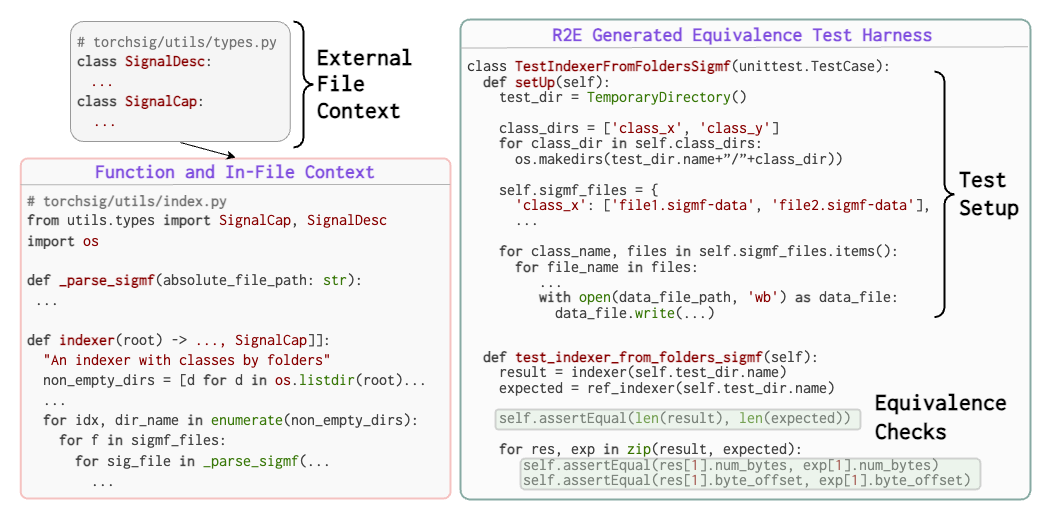 # torchsig/utils/types.py
class SignalDesc:
...
class SignalCap:
...
External
File
Context
Function and In-File Context
# torchsig/utils/index.py
from utils.types import SignalCap, SignalDesc
import os
def _parse_sigmf(absolute_file_path: str):
...
def indexer(root) -> ..., SignalCap]]:
"An indexer with classes by folders"
non_empty_dirs = [d for d in os.listdir(root)...
...
for idx, dir_name in enumerate(non_empty_dirs):
for f in sigmf_files:
for sig_file in _parse_sigmf(...
...
R2E Generated Equivalence Test Harness
class TestIndexerFromFoldersSigmf(unittest.TestCase):
def setUp(self):
test_dir = TemporaryDirectory()
class_dirs = ['class_x', 'class_y']
for class_dir in self.class_dirs:
os.makedirs(test_dir.name+”/”+class_dir))
self.sigmf_files = {
'class_x': ['file1.sigmf-data', 'file2.sigmf-data'],
...
for class_name, files in self.sigmf_files.items():
for file_name in files:
...
with open(data_file_path, 'wb') as data_file:
data_file.write(...)
Test
Setup
def test_indexer_from_folders_sigmf(self):
result = indexer(self.test_dir.name)
expected = ref_indexer(self.test_dir.name)
self.assertEqual(len(result), len(expected))
for res, exp in zip(result, expected):
self.assertEqual(res[1].num_bytes, exp[1].num_bytes)
self.assertEqual(res[1].byte_offset, exp[1].byte_offset)
Equivalence
Checks